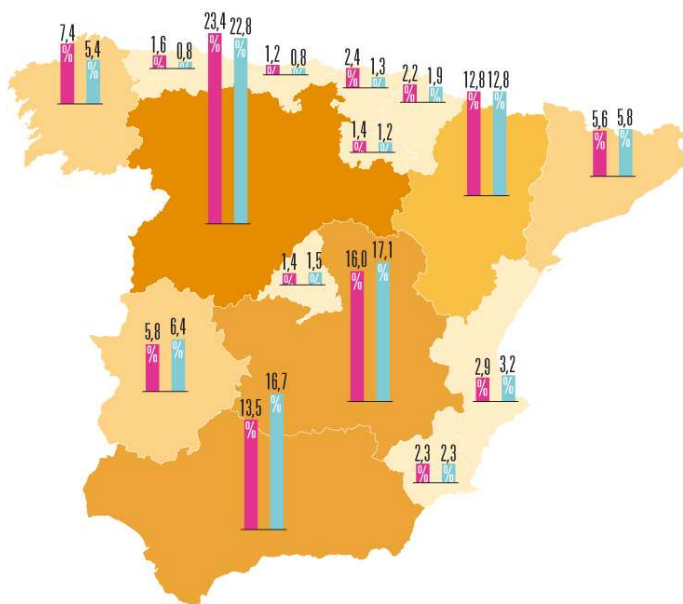 7,4 % 5,4 %
1,6 % 0,8 %
23,4 % 22,8 %
1,2 % 0,8 %
2,4 % 1,3 %
2,2 % 1,9 %
12,8 % 12,8 %
5,6 % 5,8 %
1,4 % 1,2 %
1,4 % 1,5 %
16,0 % 17,1 %
5,8 % 6,4 %
2,9 % 3,2 %
13,5 % 16,7 %
2,3 % 2,3 %